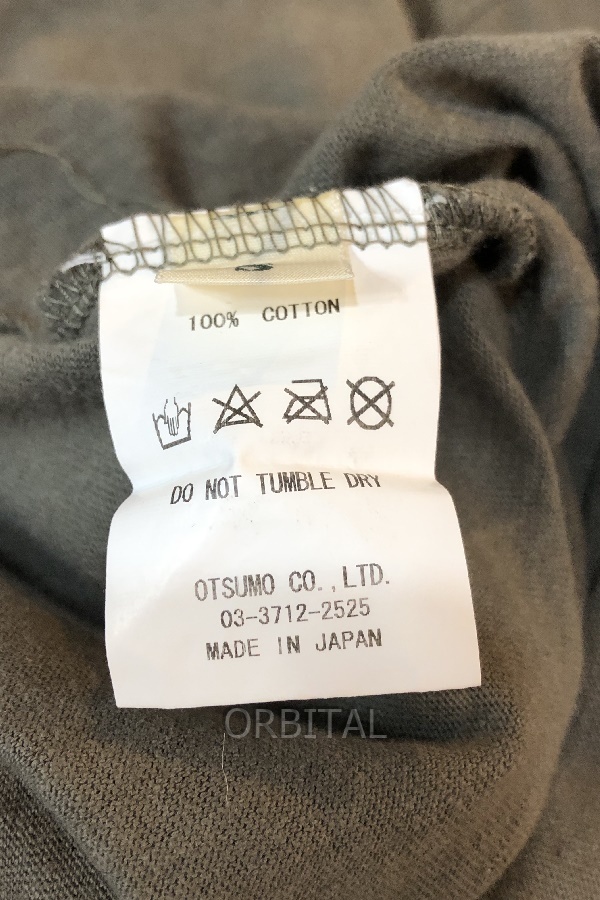 100% COTTON
DO NOT TUMBLE DRY
OTSUMO CO.,LTD.
03-3712-2525
MADE IN JAPAN
ORBITAL